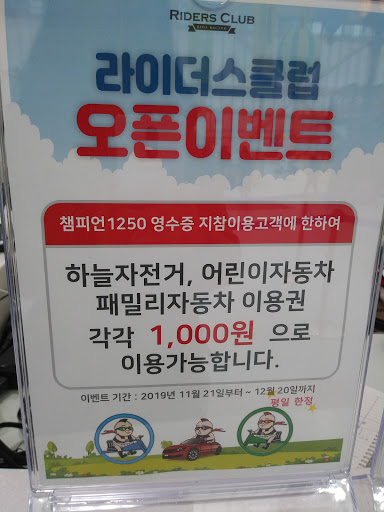 RIDERS CLUB
라이더스클럽
오픈이벤트
챔피언1250 영수증 지참이용고객에 한하여
하늘자전거, 어린이자동차
패밀리자동차 이용권
각각 1,000원 으로
이용가능합니다.
이벤트 기간 : 2019년 11월 21일부터 ~ 12월 20일까지
평일 한정